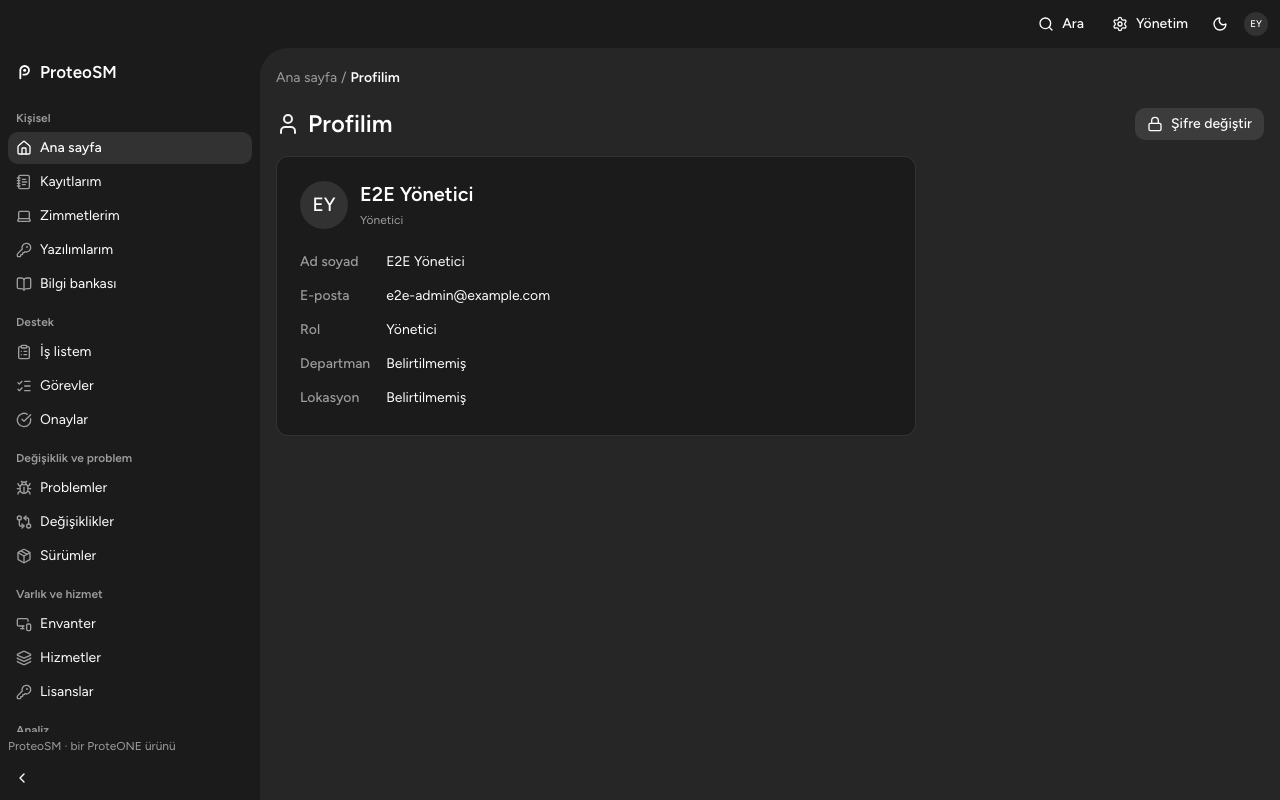 Ara
Yönetim
EY
ProteoSM
Kişisel
Ana sayfa
Kayıtlarım
Zimmetlerim
Yazılımlarım
Bilgi bankası
Destek
İş listem
Görevler
Onaylar
Değişiklik ve problem
Problemler
Değişiklikler
Sürümler
Varlık ve hizmet
Envanter
Hizmetler
Lisanslar
Analiz
ProteoSM · bir ProteONE ürünü
Ana sayfa / Profilim
Profilim
Şifre değiştir
EY
E2E Yönetici
Yönetici
Ad soyad E2E Yönetici
E-posta e2e-admin@example.com
Rol Yönetici
Departman Belirtilmemiş
Lokasyon Belirtilmemiş